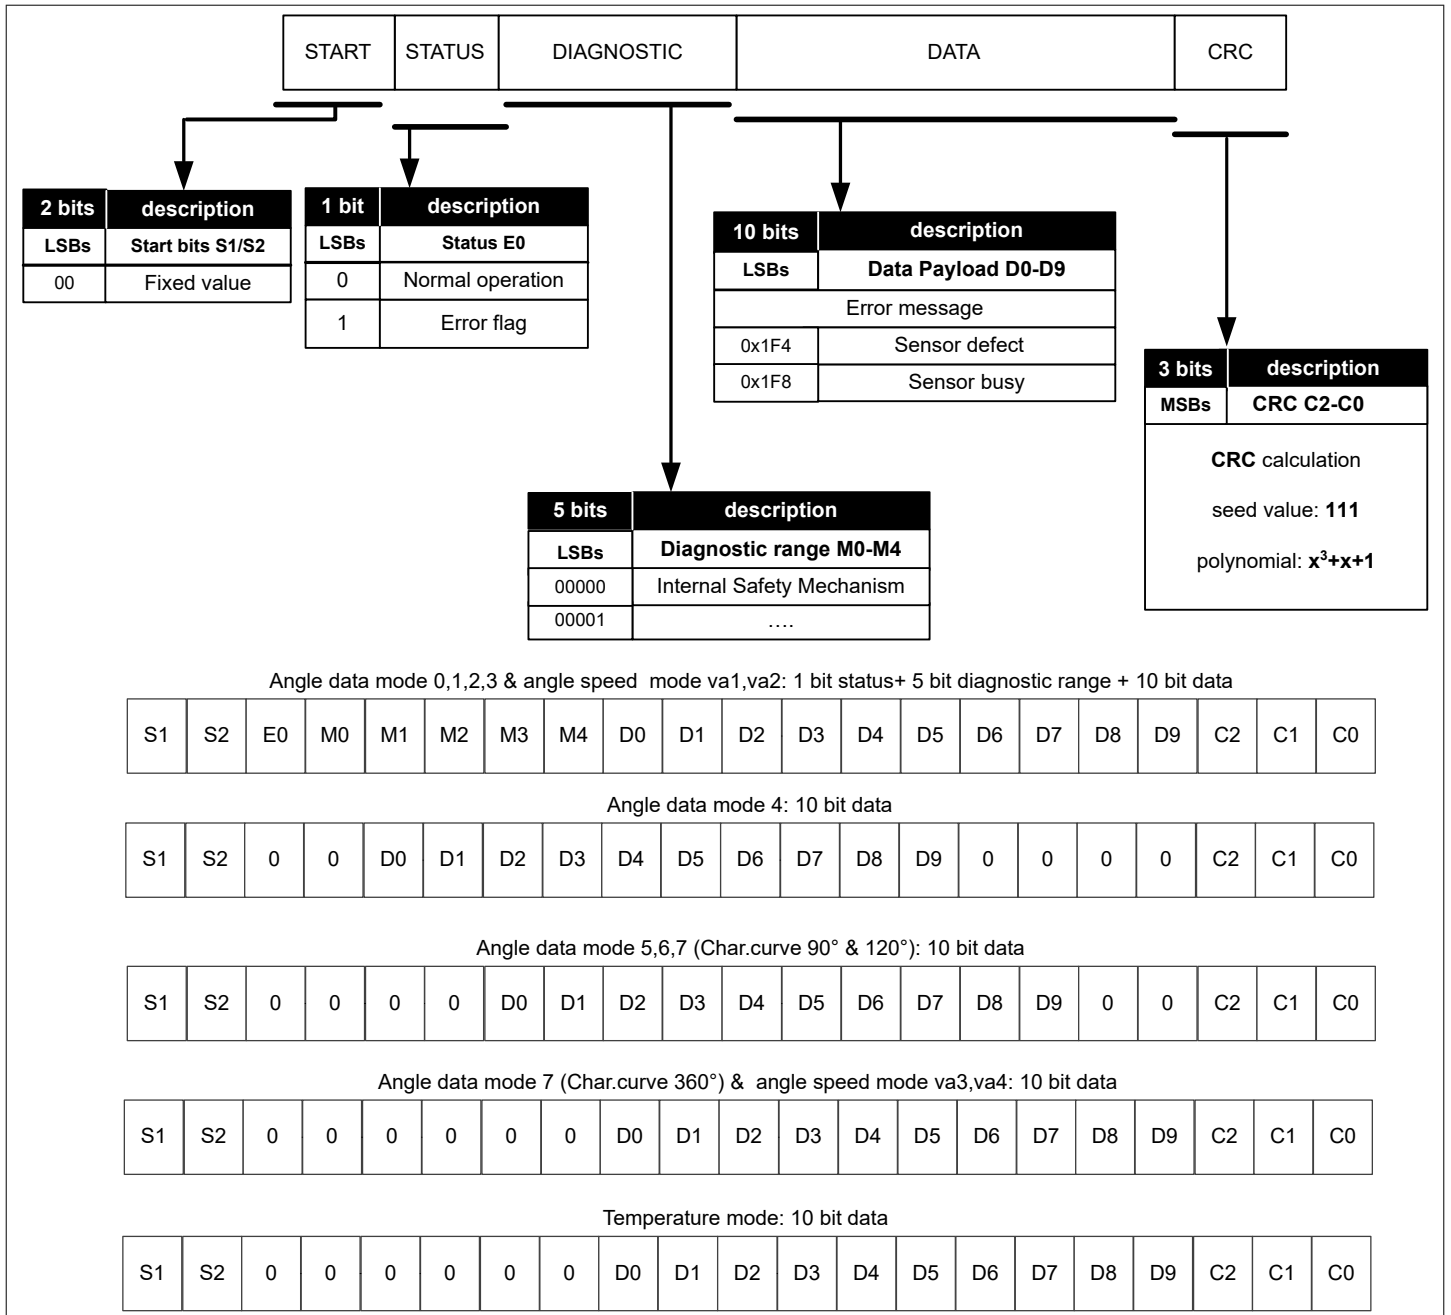 START STATUS DIAGNOSTIC DATA CRC
2 bits description
LSBs Start bits S1/S2
00 Fixed value
1 bit description
LSBs Status E0
0 Normal operation
1 Error flag
10 bits description
LSBs Data Payload D0-D9
Error message
0x1F4 Sensor defect
0x1F8 Sensor busy
3 bits description
MSBs CRC C2-C0
CRC calculation
seed value: 111
polynomial: x³+x+1
5 bits description
LSBs Diagnostic range M0-M4
00000 Internal Safety Mechanism
00001 ....
Angle data mode 0,1,2,3 & angle speed mode va1,va2: 1 bit status+ 5 bit diagnostic range + 10 bit data
S1 S2 E0 M0 M1 M2 M3 M4 D0 D1 D2 D3 D4 D5 D6 D7 D8 D9 C2 C1 C0
Angle data mode 4: 10 bit data
S1 S2 0 0 D0 D1 D2 D3 D4 D5 D6 D7 D8 D9 0 0 0 0 C2 C1 C0
Angle data mode 5,6,7 (Char.curve 90° & 120°): 10 bit data
S1 S2 0 0 0 0 D0 D1 D2 D3 D4 D5 D6 D7 D8 D9 0 0 C2 C1 C0
Angle data mode 7 (Char.curve 360°) & angle speed mode va3,va4: 10 bit data
S1 S2 0 0 0 0 0 0 D0 D1 D2 D3 D4 D5 D6 D7 D8 D9 C2 C1 C0
Temperature mode: 10 bit data
S1 S2 0 0 0 0 0 0 D0 D1 D2 D3 D4 D5 D6 D7 D8 D9 C2 C1 C0